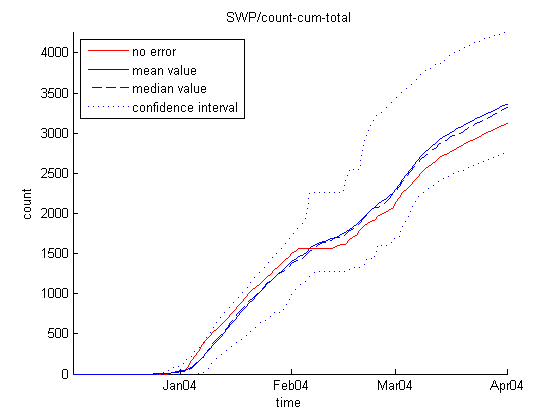 SWP/count-cum-total
no error
mean value
median value
confidence interval
4000
3500
3000
2500
2000
1500
1000
500
0
count
Jan04 Feb04 Mar04 Apr04
time